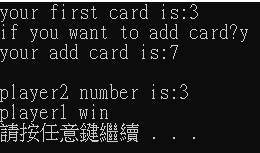 your first card is:3
if you want to add card?y
your add card is:7
player2 number is:3
player1 win
請按任意鍵繼續 . . .